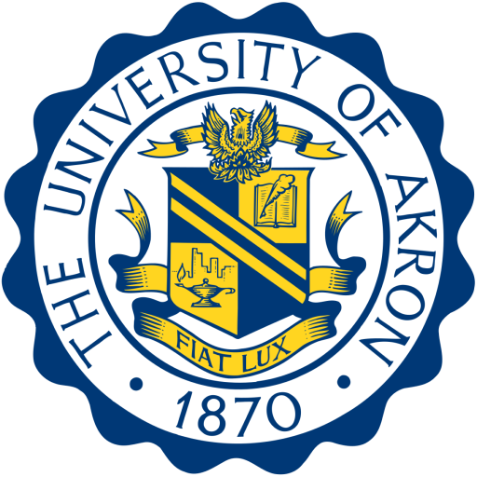 THE UNIVERSITY OF AKRON
FIAT LUX
1870